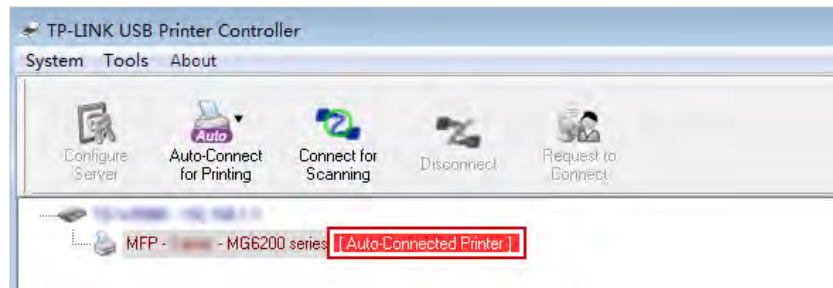 TP-LINK USB Printer Controller
System Tools About
Auto
Configure Server
Auto-Connect for Printing
Connect for Scanning
Disconnect
Request to Connect
MFP - - MG6200 series [Auto-Connected Printer]